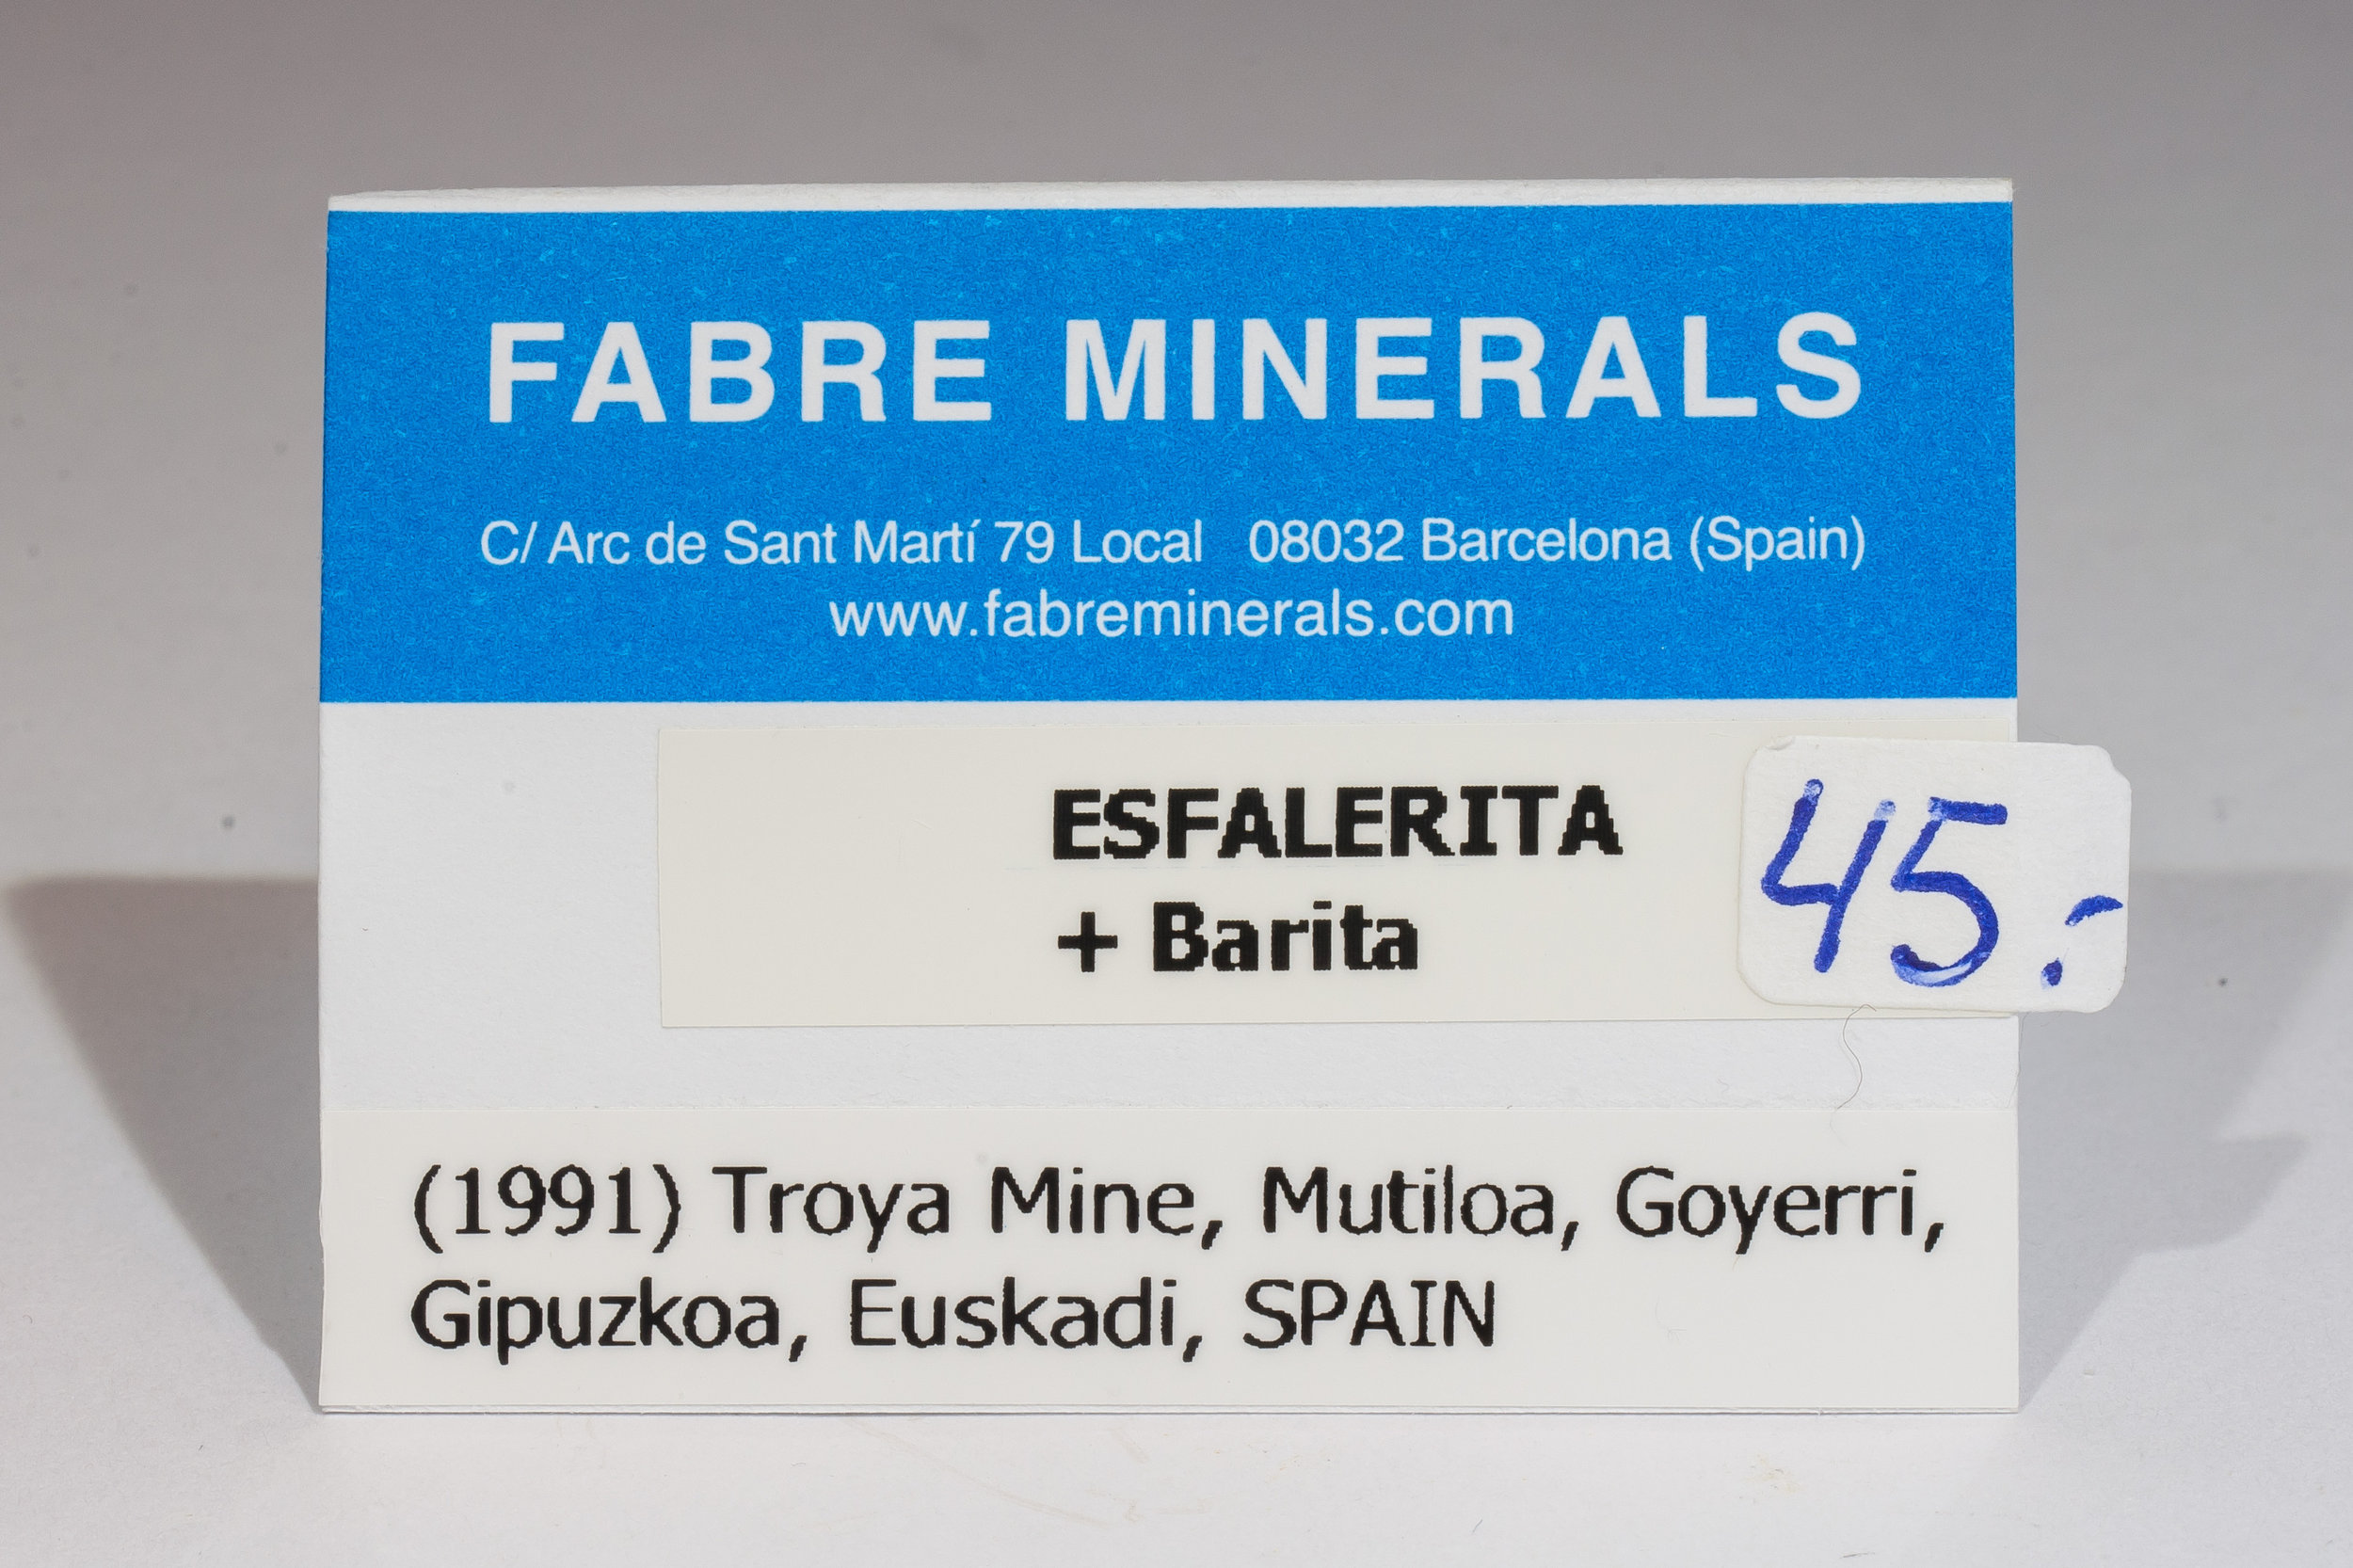 FABRE MINERALS
C/ Arc de Sant Martí 79 Local 08032 Barcelona (Spain)
www.fabreminerals.com
ESFALERITA
+ Barita
45.-
(1991) Troya Mine, Mutiloa, Goyerri,
Gipuzkoa, Euskadi, SPAIN